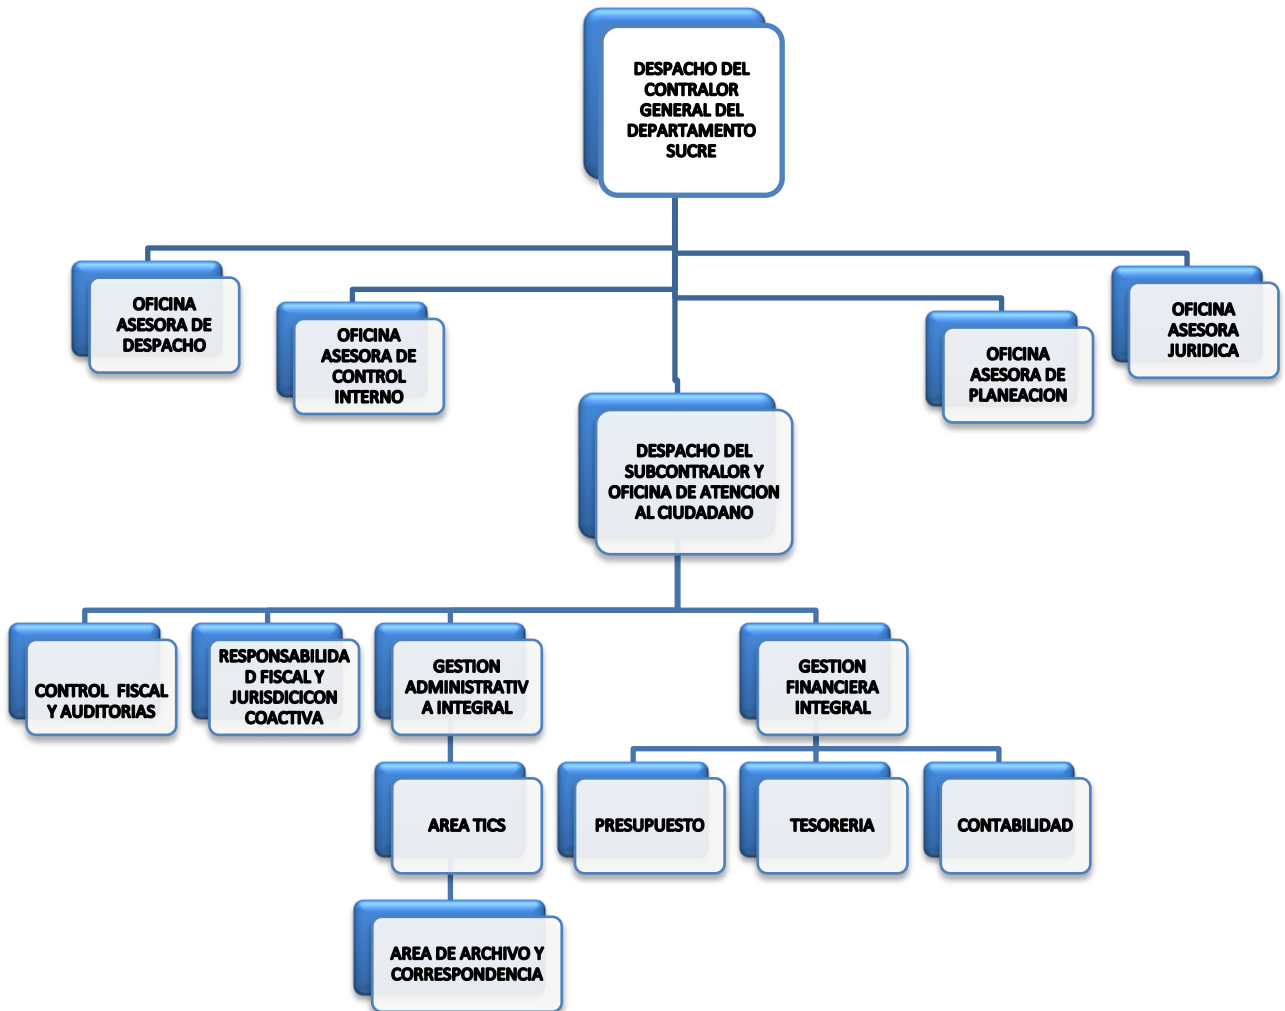 DESPACHO DEL
CONTRALOR
GENERAL DEL
DEPARTAMENTO
SUCRE
OFICINA
ASESORA DE
DESPACHO
OFICINA
ASESORA DE
CONTROL
INTERNO
OFICINA
ASESORA DE
PLANEACION
OFICINA
ASESORA
JURIDICA
DESPACHO DEL
SUBCONTRALOR Y
OFICINA DE ATENCION
AL CIUDADANO
CONTROL FISCAL
Y AUDITORIAS
RESPONSABILIDA
D FISCAL Y
JURISDICICON
COACTIVA
GESTION
ADMINISTRATIV
A INTEGRAL
GESTION
FINANCIERA
INTEGRAL
AREA TICS
PRESUPUESTO
TESORERIA
CONTABILIDAD
AREA DE ARCHIVO Y
CORRESPONDENCIA